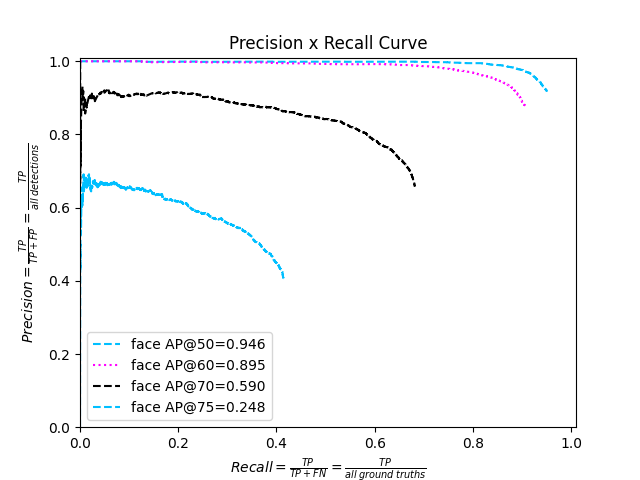 Precision x Recall Curve
1.0
0.8
0.6
0.4
0.2
0.0
Precision = TP / TP + FP = TP / all detections
face AP@50=0.946
face AP@60=0.895
face AP@70=0.590
face AP@75=0.248
0.0 0.2 0.4 0.6 0.8 1.0
Recall = TP / TP + FN = TP / all ground truths